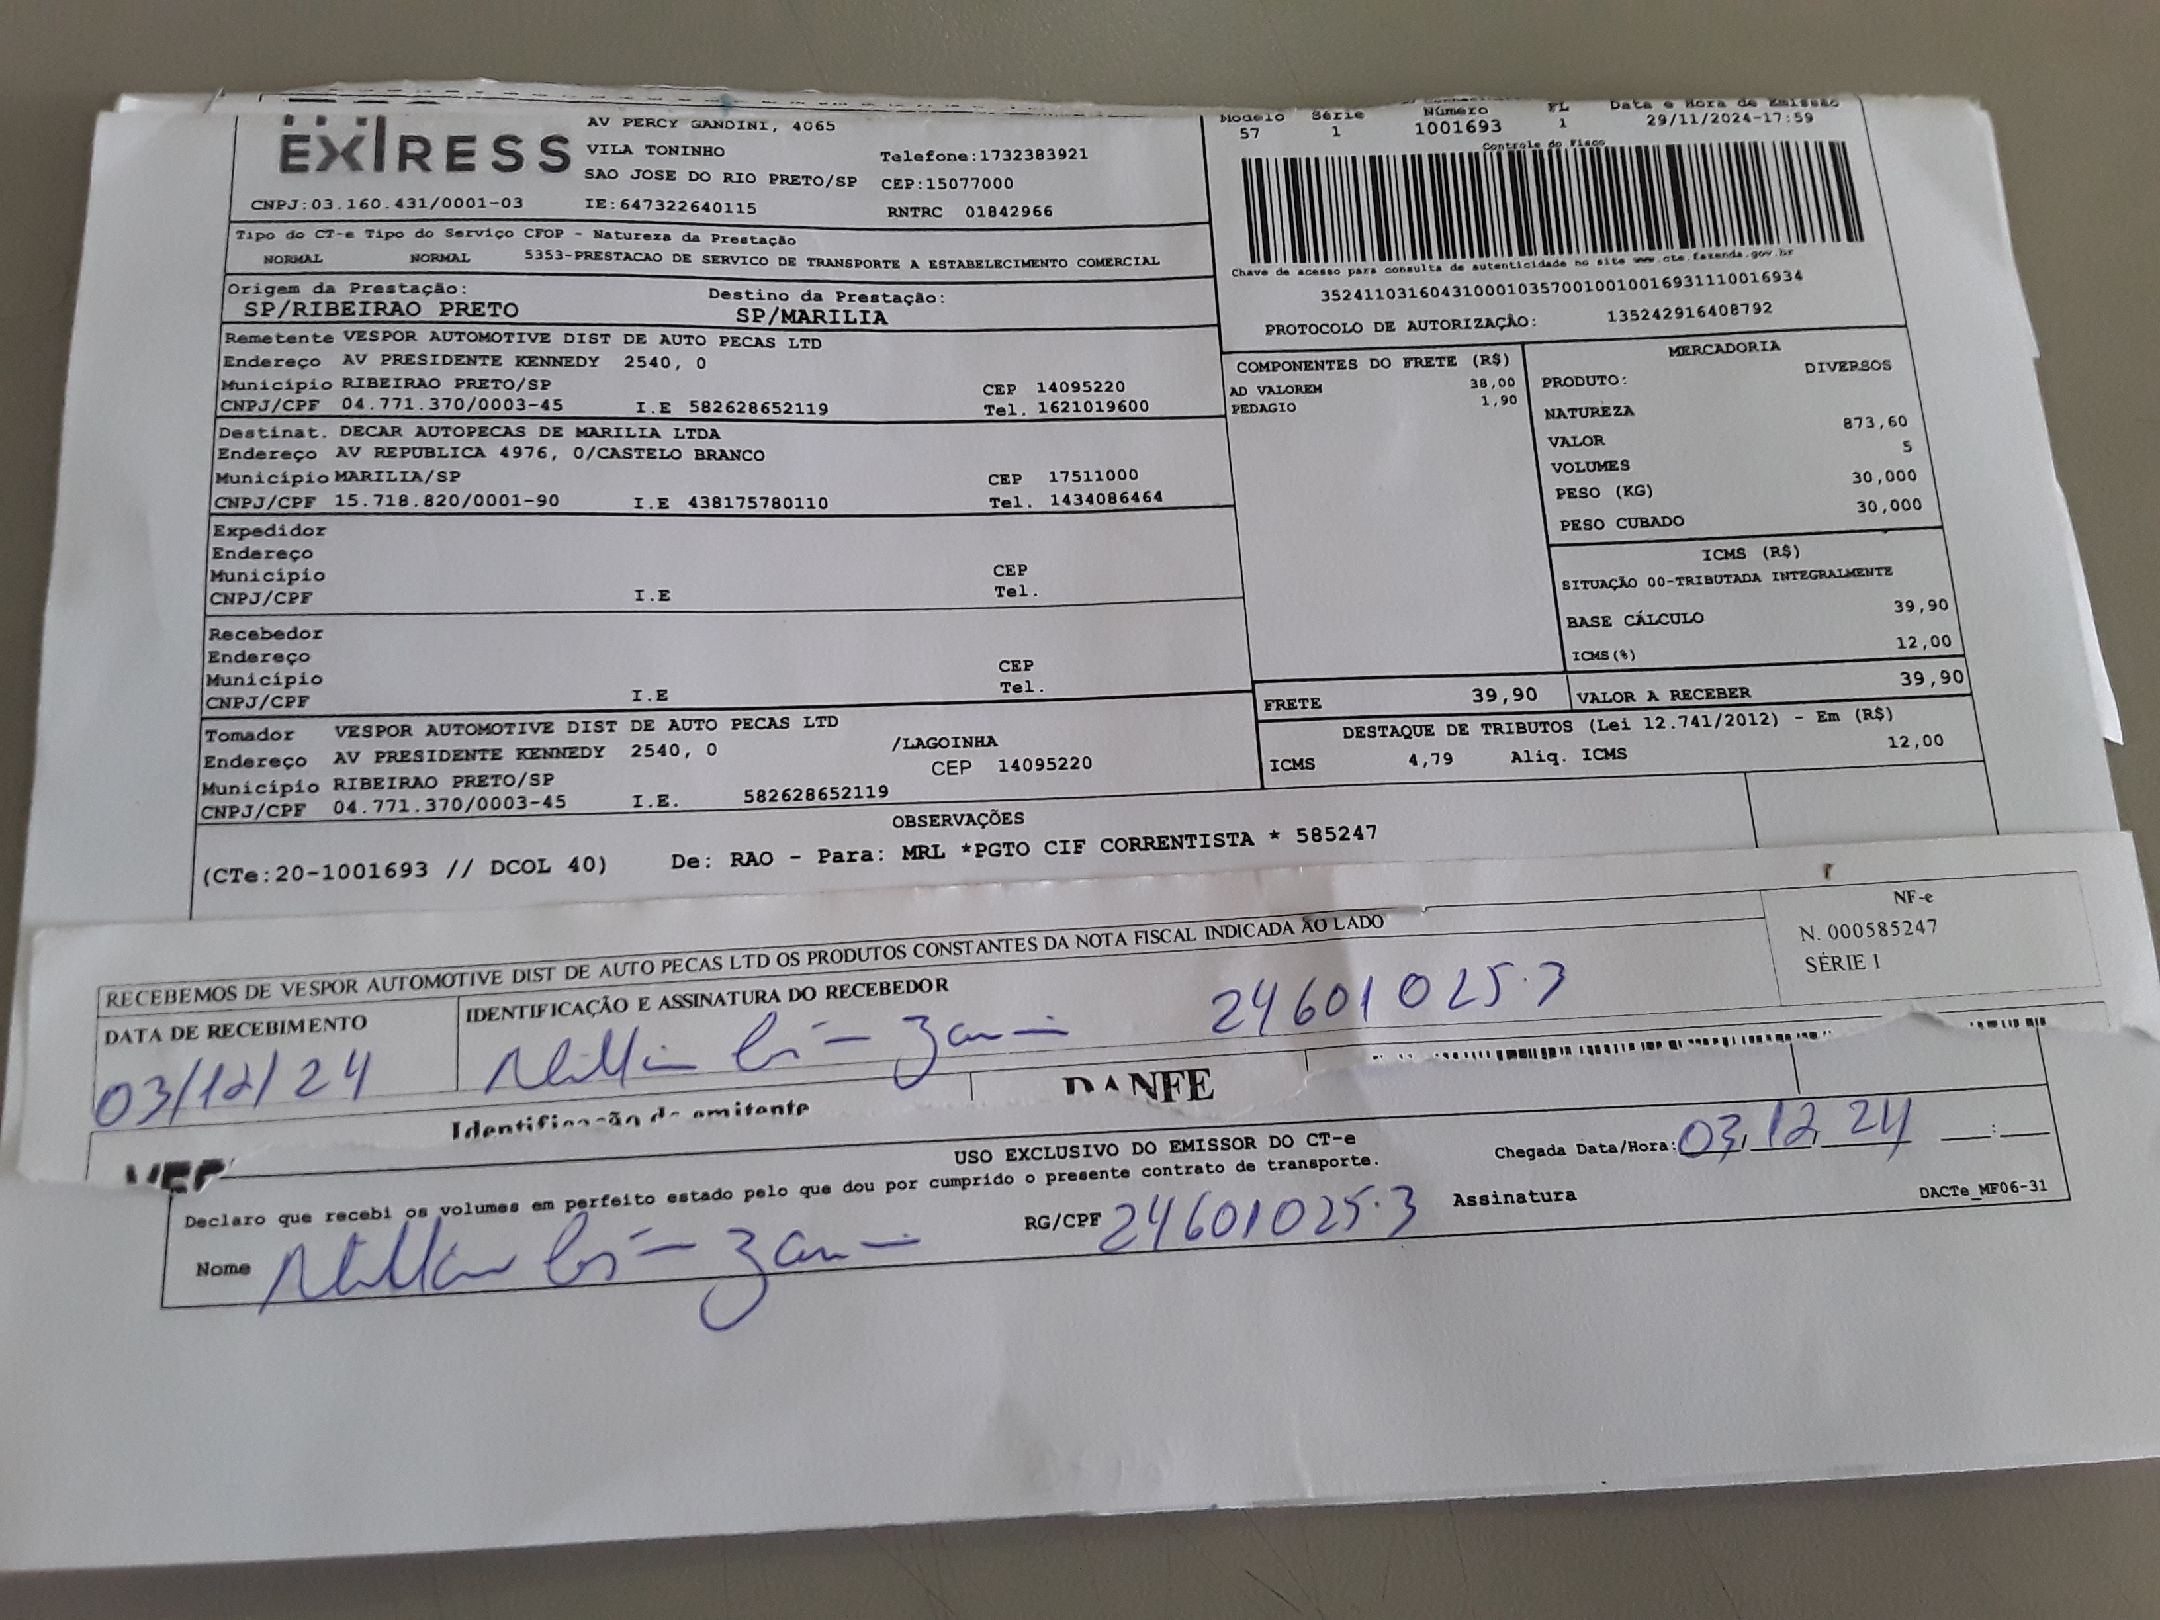 EXIRESS
AV PERCY GANDINI, 4065
VILA TONINHO
SAO JOSE DO RIO PRETO/SP
Telefone:1732383921
CEP:15077000
CNPJ:03.160.431/0001-03 IE:647322640115 RNTRC 01842966
Modelo Série Número FL Data e Hora de Emissão
57 1 1001693 1 29/11/2024-17:59
Controle do Fisco
Chave de acesso para consulta de autenticidade no site www.cte.fazenda.gov.br
35241103160431000103570010010016931110016934
PROTOCOLO DE AUTORIZAÇÃO: 135242916408792
Tipo do CT-e Tipo do Serviço CFOP - Natureza da Prestação
NORMAL NORMAL 5353-PRESTACAO DE SERVICO DE TRANSPORTE A ESTABELECIMENTO COMERCIAL
Origem da Prestação: Destino da Prestação:
SP/RIBEIRAO PRETO SP/MARILIA
Remetente VESPOR AUTOMOTIVE DIST DE AUTO PECAS LTD
Endereço AV PRESIDENTE KENNEDY 2540, 0
Município RIBEIRAO PRETO/SP CEP 14095220
CNPJ/CPF 04.771.370/0003-45 I.E 582628652119 Tel. 1621019600
Destinat. DECAR AUTOPECAS DE MARILIA LTDA
Endereço AV REPUBLICA 4976, 0/CASTELO BRANCO
Município MARILIA/SP CEP 17511000
CNPJ/CPF 15.718.820/0001-90 I.E 438175780110 Tel. 1434086464
Expedidor
Endereço
Município CEP
CNPJ/CPF I.E Tel.
Recebedor
Endereço
Município CEP
CNPJ/CPF I.E Tel.
Tomador VESPOR AUTOMOTIVE DIST DE AUTO PECAS LTD
Endereço AV PRESIDENTE KENNEDY 2540, 0 /LAGOINHA
Município RIBEIRAO PRETO/SP CEP 14095220
CNPJ/CPF 04.771.370/0003-45 I.E. 582628652119
COMPONENTES DO FRETE (R$)
AD VALOREM 38,00
PEDAGIO 1,90
MERCADORIA
PRODUTO: DIVERSOS
NATUREZA
VALOR 873,60
VOLUMES 5
PESO (KG) 30,000
PESO CUBADO 30,000
ICMS (R$)
SITUAÇÃO 00-TRIBUTADA INTEGRALMENTE
BASE CÁLCULO 39,90
ICMS(%) 12,00
FRETE 39,90 VALOR A RECEBER 39,90
DESTAQUE DE TRIBUTOS (Lei 12.741/2012) - Em (R$)
ICMS 4,79 Aliq. ICMS 12,00
OBSERVAÇÕES
(CTe:20-1001693 // DCOL 40) De: RAO - Para: MRL *PGTO CIF CORRENTISTA * 585247
RECEBEMOS DE VESPOR AUTOMOTIVE DIST DE AUTO PECAS LTD OS PRODUTOS CONSTANTES DA NOTA FISCAL INDICADA AO LADO
NF-e
N. 000585247
SÉRIE 1
DATA DE RECEBIMENTO IDENTIFICAÇÃO E ASSINATURA DO RECEBEDOR
03/12/24 24601025.3
Identificação do emitente DANFE
USO EXCLUSIVO DO EMISSOR DO CT-e
Declaro que recebi os volumes em perfeito estado pelo que dou por cumprido o presente contrato de transporte.
Chegada Data/Hora: 03, 12, 24 __:__
Nome RG/CPF 24601025.3 Assinatura
DACTe_MF06-31